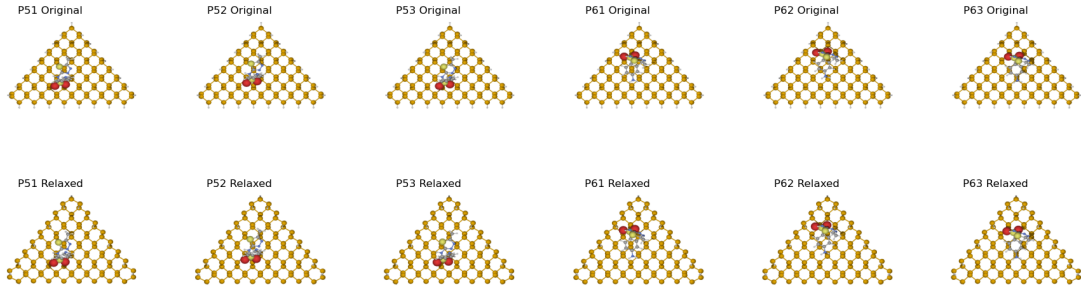 P51 Original
P52 Original
P53 Original
P61 Original
P62 Original
P63 Original
P51 Relaxed
P52 Relaxed
P53 Relaxed
P61 Relaxed
P62 Relaxed
P63 Relaxed